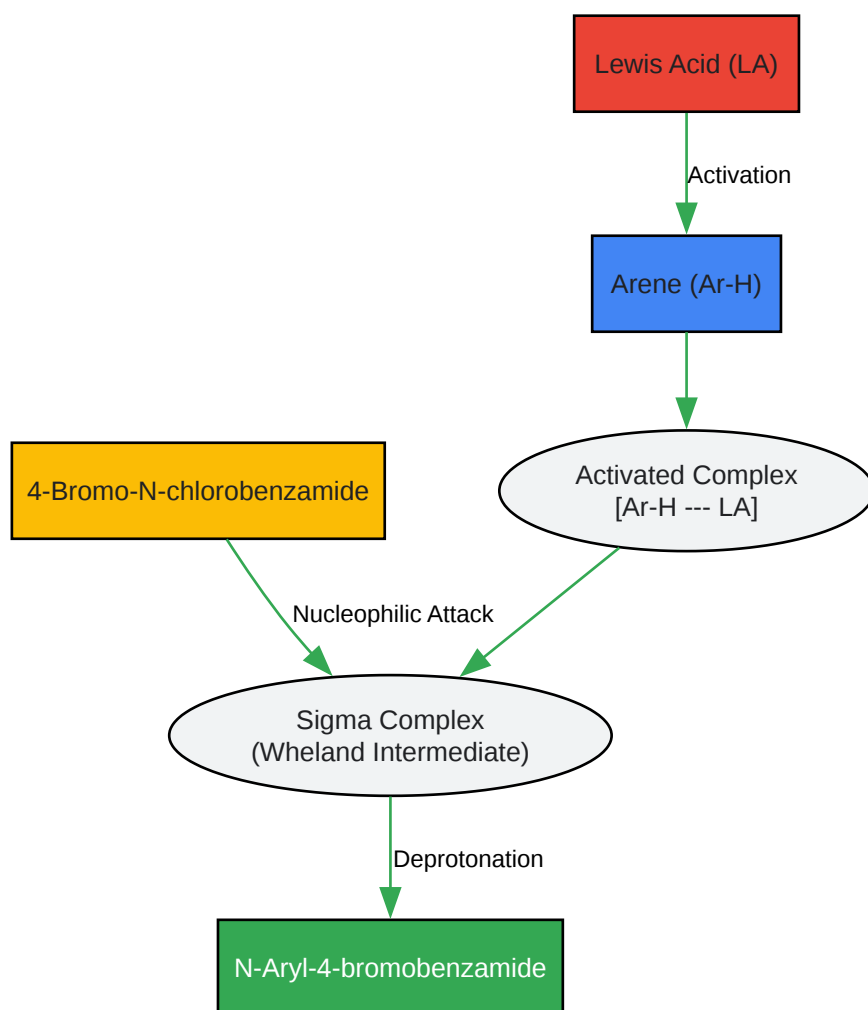 Lewis Acid (LA)
Activation
Arene (Ar-H)
4-Bromo-N-chlorobenzamide
Activated Complex
[Ar-H --- LA]
Nucleophilic Attack
Sigma Complex
(Wheland Intermediate)
Deprotonation
N-Aryl-4-bromobenzamide